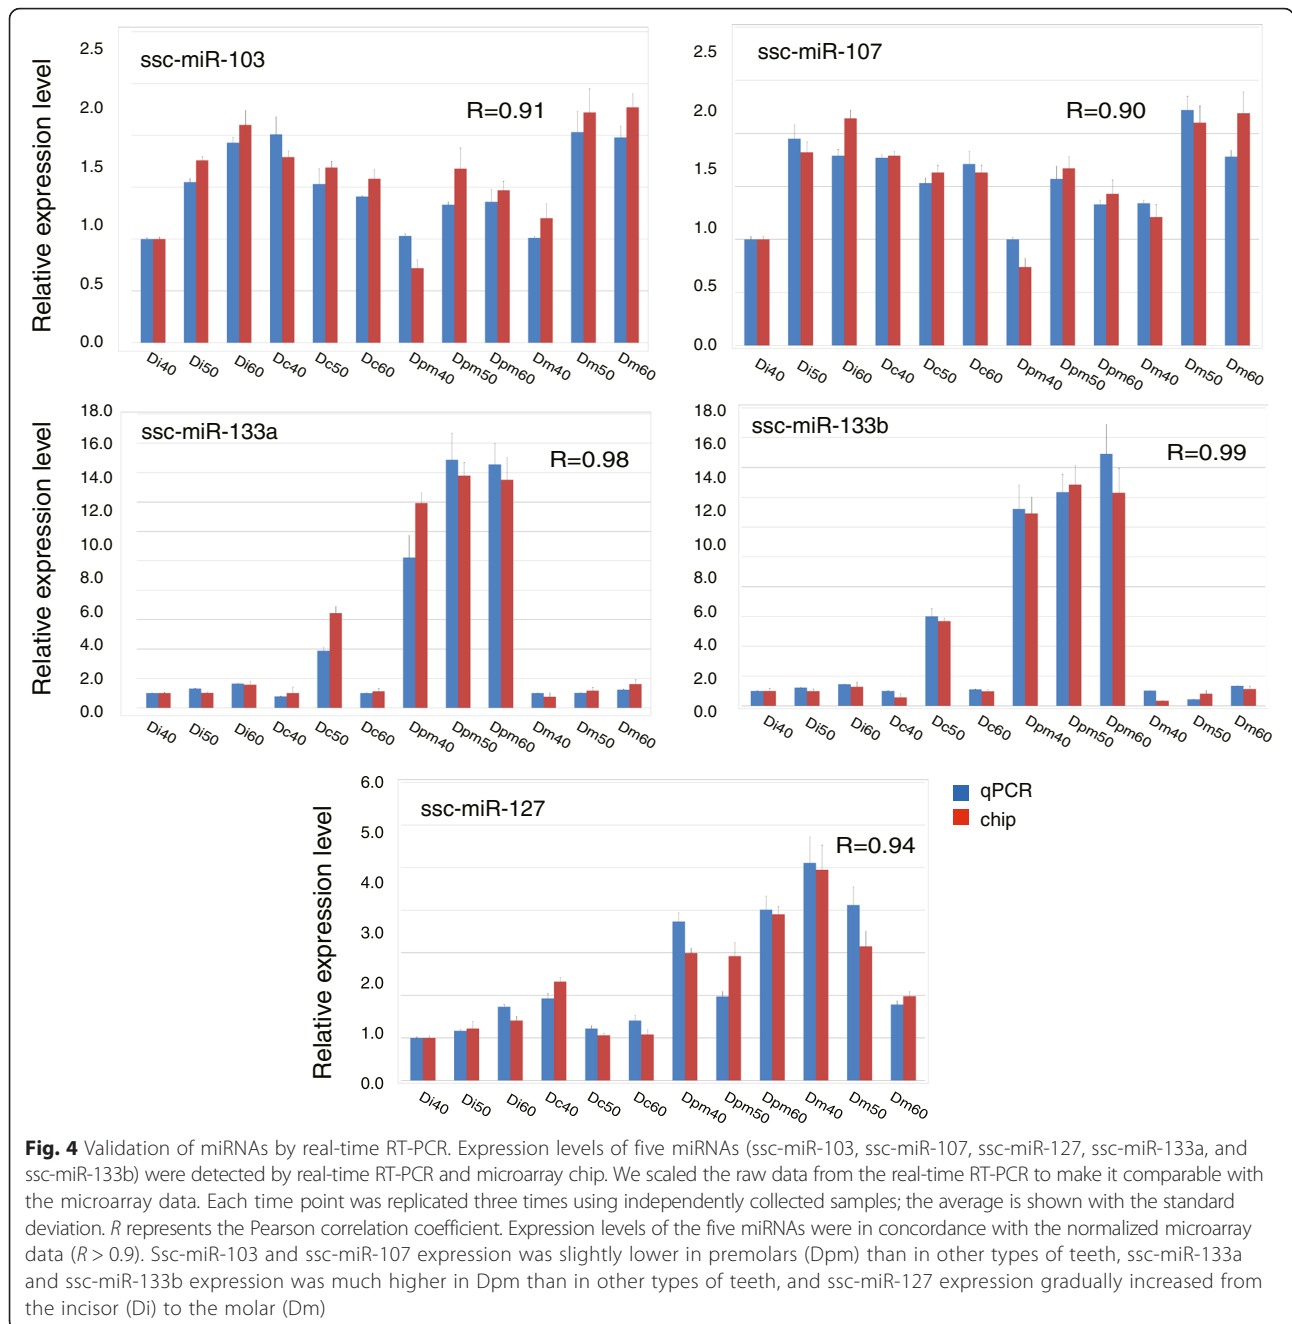 ssc-miR-103
R=0.91
Relative expression level
2.5
2.0
1.5
1.0
0.5
0.0
Di40
Di50
Di60
Dc40
Dc50
Dc60
Dpm40
Dpm50
Dpm60
Dm40
Dm50
Dm60
ssc-miR-107
R=0.90
2.5
2.0
1.5
1.0
0.5
0.0
Di40
Di50
Di60
Dc40
Dc50
Dc60
Dpm40
Dpm50
Dpm60
Dm40
Dm50
Dm60
ssc-miR-133a
R=0.98
Relative expression level
18.0
16.0
14.0
12.0
10.0
8.0
6.0
4.0
2.0
0.0
Di40
Di50
Di60
Dc40
Dc50
Dc60
Dpm40
Dpm50
Dpm60
Dm40
Dm50
Dm60
ssc-miR-133b
R=0.99
18.0
16.0
14.0
12.0
10.0
8.0
6.0
4.0
2.0
0.0
Di40
Di50
Di60
Dc40
Dc50
Dc60
Dpm40
Dpm50
Dpm60
Dm40
Dm50
Dm60
ssc-miR-127
R=0.94
Relative expression level
6.0
5.0
4.0
3.0
2.0
1.0
0.0
Di40
Di50
Di60
Dc40
Dc50
Dc60
Dpm40
Dpm50
Dpm60
Dm40
Dm50
Dm60
qPCR
chip
Fig. 4 Validation of miRNAs by real-time RT-PCR. Expression levels of five miRNAs (ssc-miR-103, ssc-miR-107, ssc-miR-127, ssc-miR-133a, and
ssc-miR-133b) were detected by real-time RT-PCR and microarray chip. We scaled the raw data from the real-time RT-PCR to make it comparable with
the microarray data. Each time point was replicated three times using independently collected samples; the average is shown with the standard
deviation. R represents the Pearson correlation coefficient. Expression levels of the five miRNAs were in concordance with the normalized microarray
data (R > 0.9). Ssc-miR-103 and ssc-miR-107 expression was slightly lower in premolars (Dpm) than in other types of teeth, ssc-miR-133a
and ssc-miR-133b expression was much higher in Dpm than in other types of teeth, and ssc-miR-127 expression gradually increased from
the incisor (Di) to the molar (Dm)